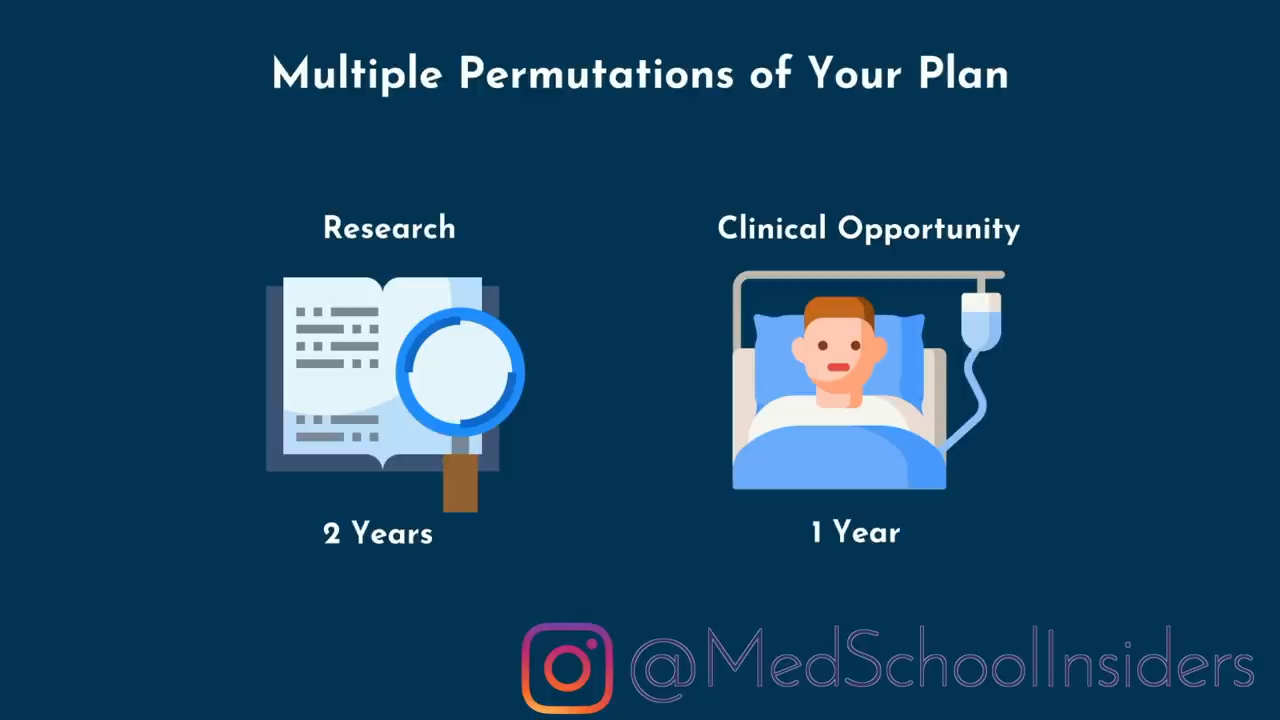 Multiple Permutations of Your Plan
Research
Clinical Opportunity
2 Years
1 Year
@MedSchoolInsiders